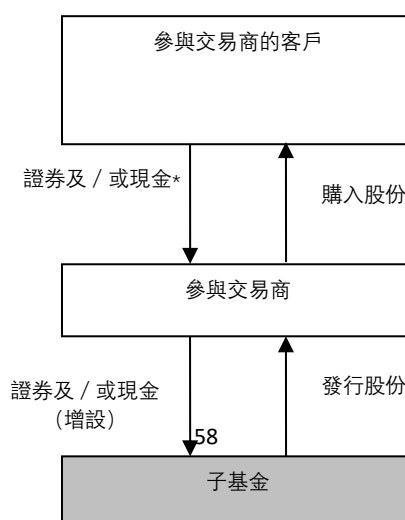 參與交易商的客戶
證券及 / 或現金*
購入股份
參與交易商
證券及 / 或現金
（增設）
發行股份
58
子基金